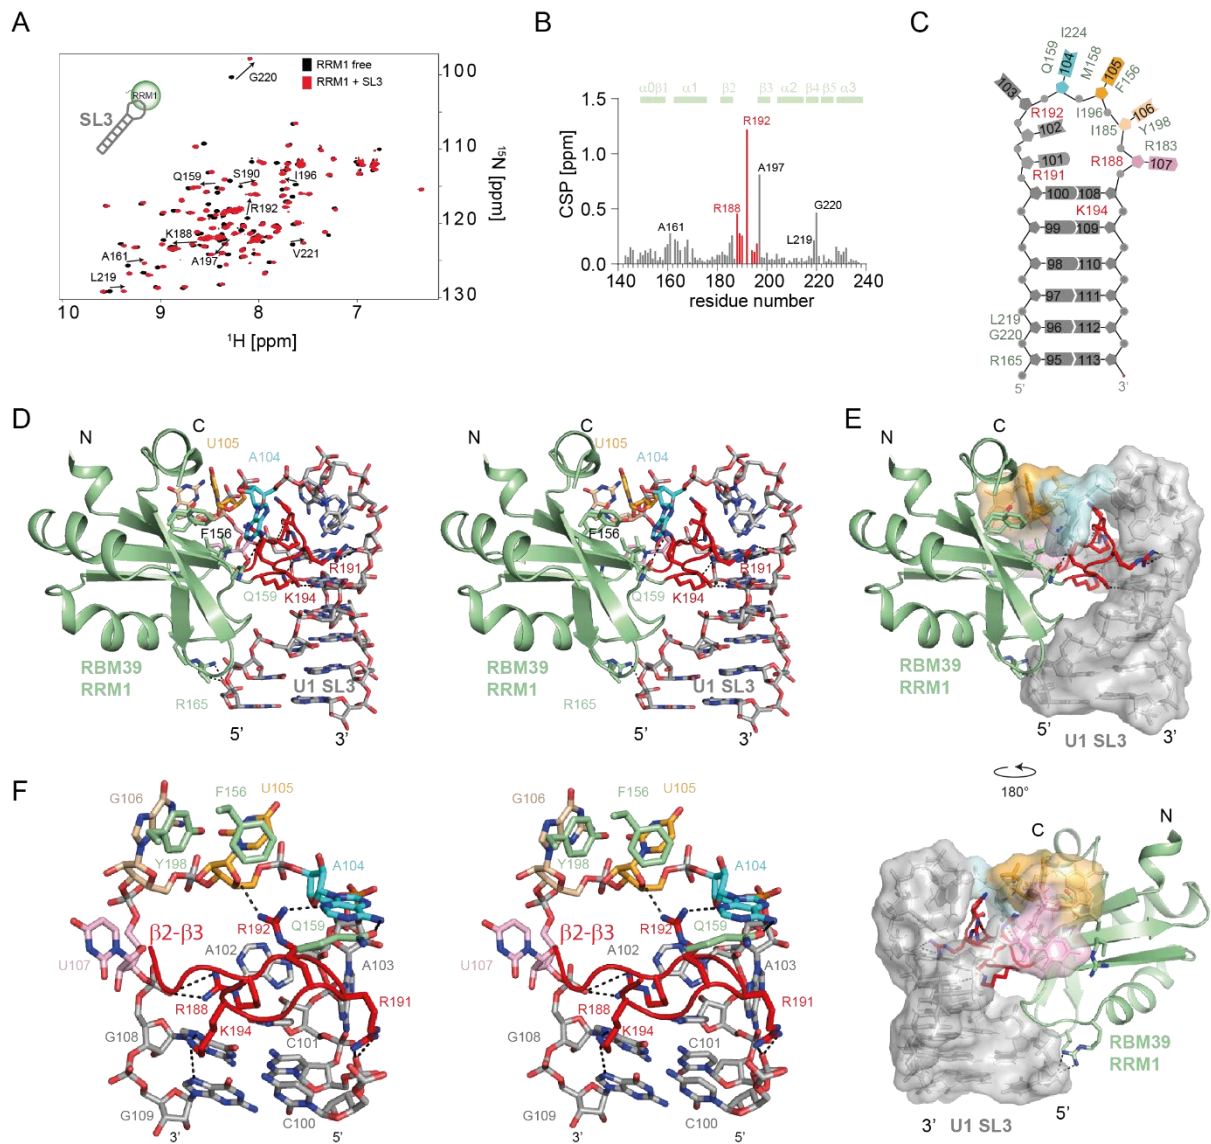 A
RRM1 free
RRM1 + SL3
RRM1
SL3
G220
Q159
S190
I196
R192
K188
A197
V221
A161
L219
100
110
120
130
¹⁵N [ppm]
10
9
8
7
¹H [ppm]
B
α0 β1 α1 β2 β3 α2 β4 β5 α3
1.5
1.0
0.5
0.0
CSP [ppm]
R192
A197
R188
G220
A161
L219
140 160 180 200 220 240
residue number
C
I224
Q159
M158
F156
104
105
103
106
R192
I196
I185
Y198
102
R183
101
R188
107
R191
100
108
K194
99
109
98
110
97
111
L219
96
112
G220
R165
95
113
5’
3’
D
N
C
U105
A104
F156
R191
Q159
K194
RBM39
RRM1
U1 SL3
R165
5’
3’
N
C
U105
A104
F156
R191
Q159
K194
RBM39
RRM1
U1 SL3
R165
5’
3’
E
N
C
RBM39
RRM1
5’
3’
U1 SL3
180°
C
N
RBM39
RRM1
3’
5’
U1 SL3
F
G106
F156
U105
Y198
A104
R192
Q159
β2-β3
A102
A103
U107
R188
R191
K194
G108
C101
G109
C100
3’
5’
G106
F156
U105
Y198
A104
R192
Q159
β2-β3
A102
A103
U107
R188
R191
K194
G108
C101
G109
C100
3’
5’